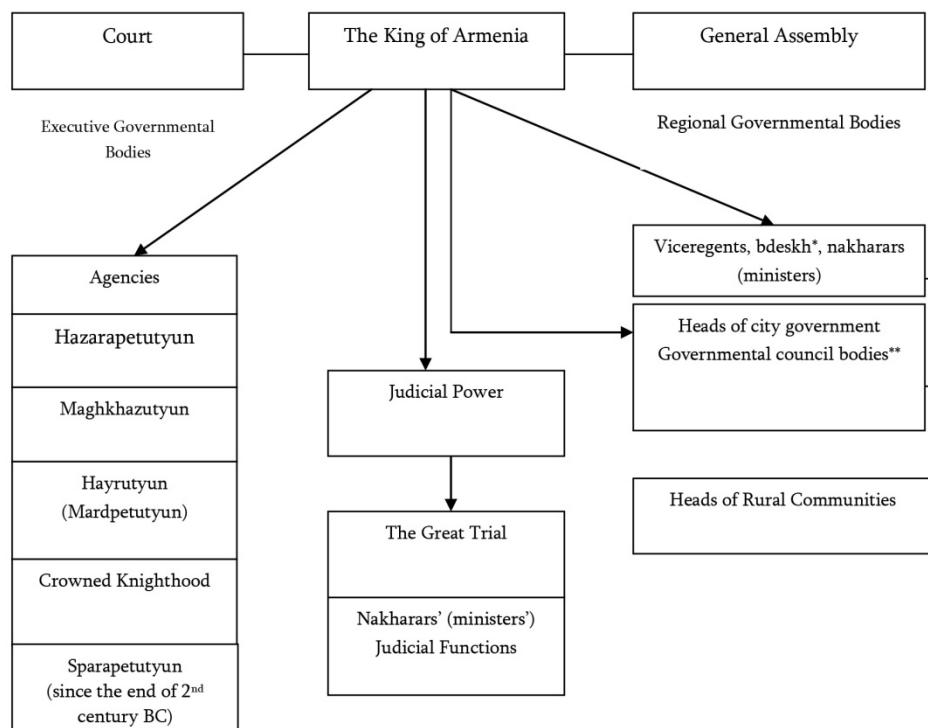 Court
The King of Armenia
General Assembly
Executive Governmental
Bodies
Regional Governmental Bodies
Agencies
Hazarapetutyun
Maghkhazutyun
Hayrutyun
(Mardpetutyun)
Crowned Knighthood
Sparapetutyun
(since the end of 2nd
century BC)
Judicial Power
The Great Trial
Nakharars’ (ministers’)
Judicial Functions
Viceregents, bdeskh*, nakharars
(ministers)
Heads of city government
Governmental council bodies**
Heads of Rural Communities